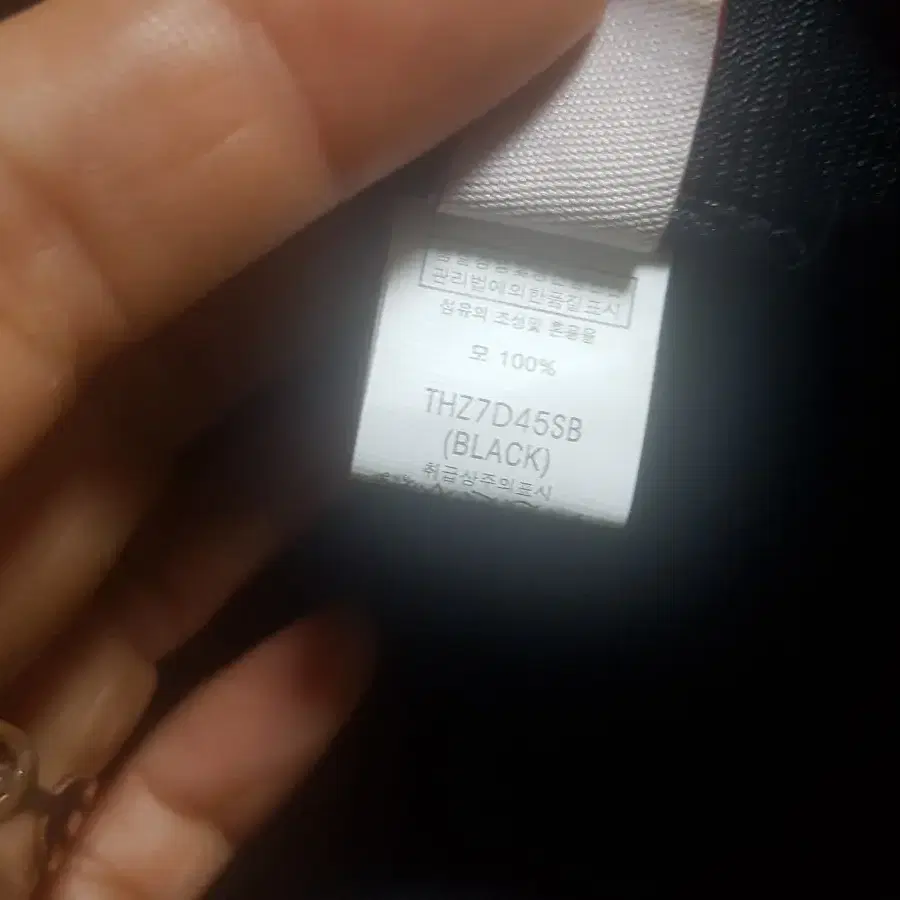 관리법에의한품질표시
섬유의 조성및 혼용율
모 100%
THZ7D45SB
(BLACK)
취급상주의표시